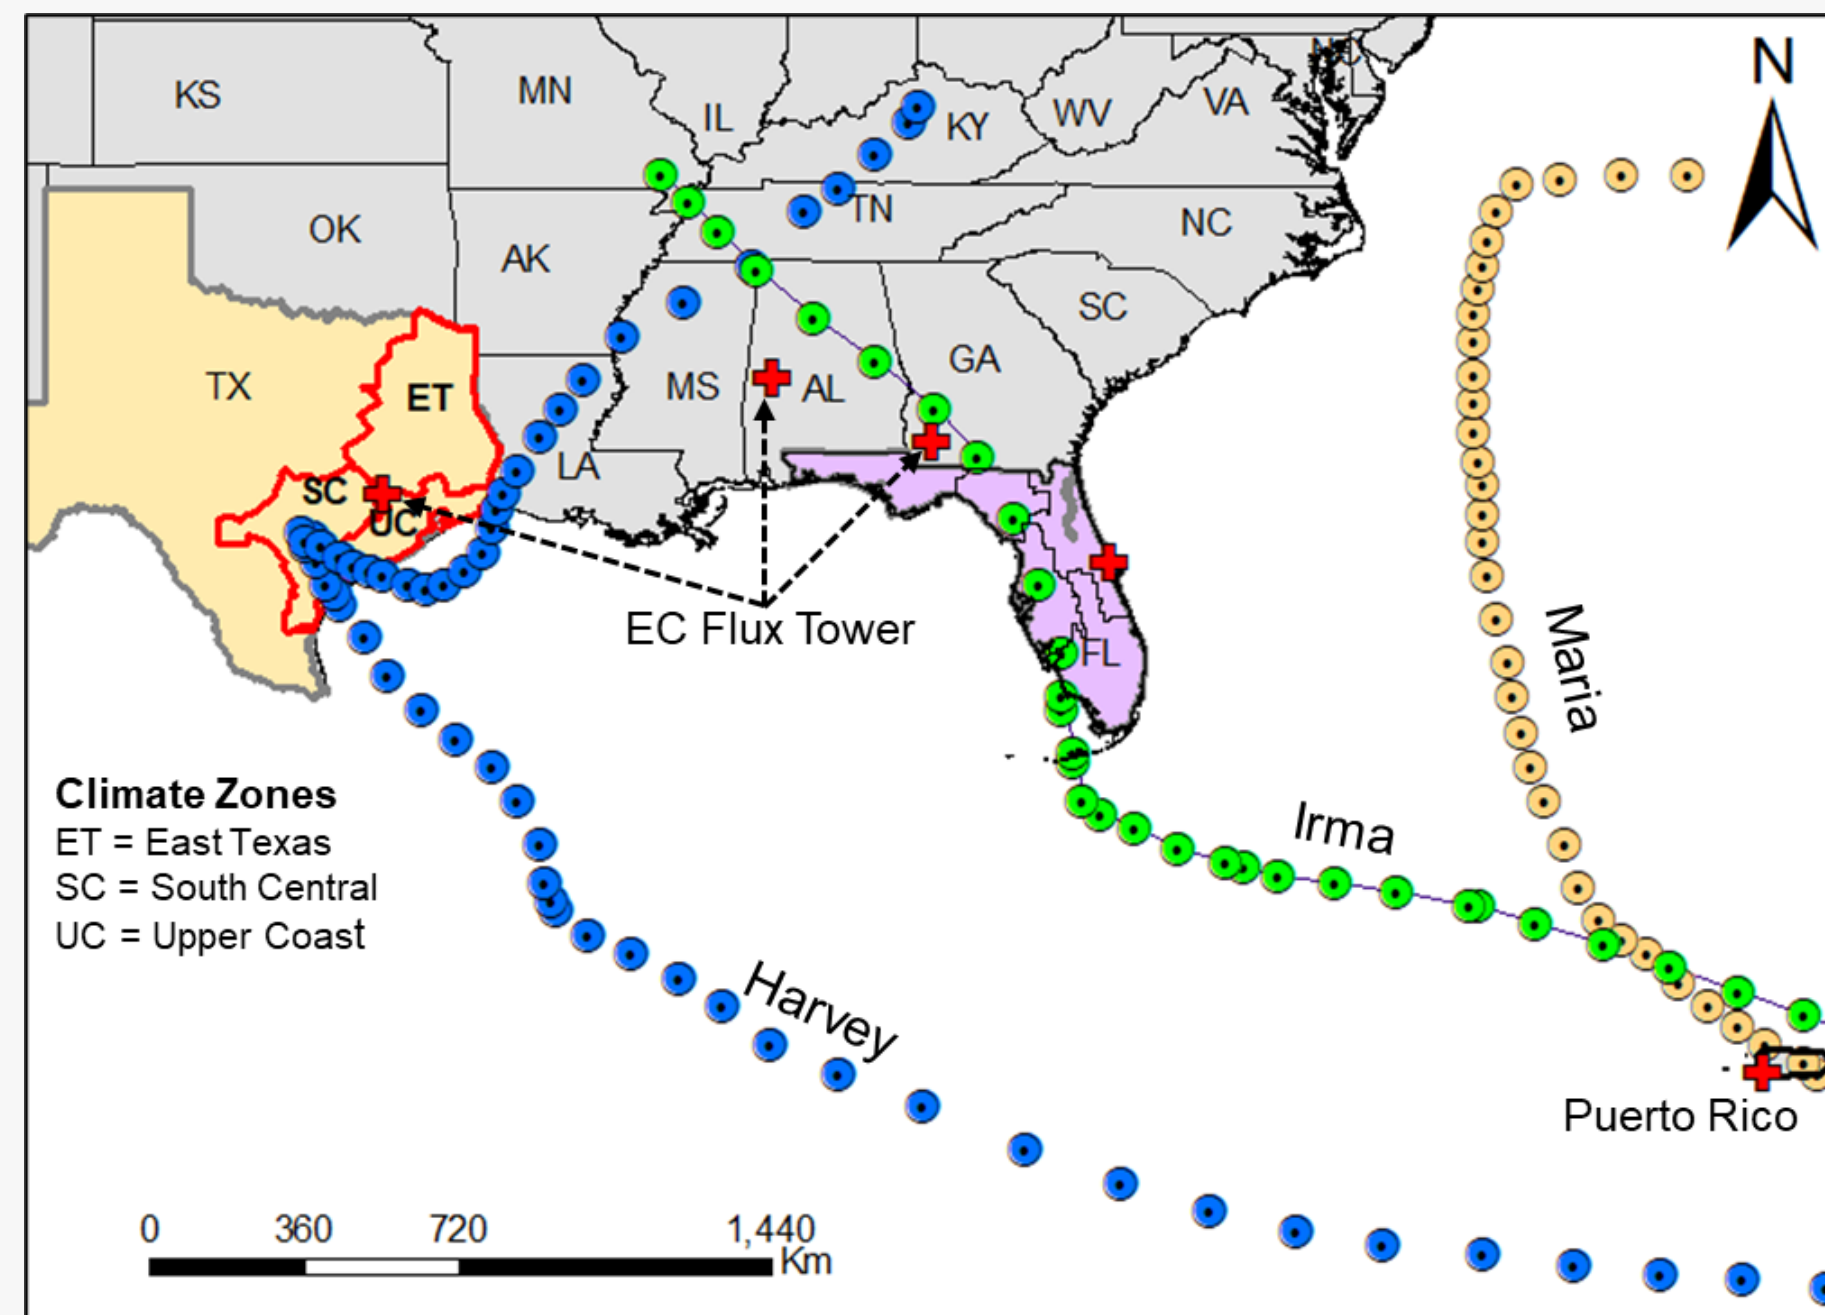 N
KS
MN
IL
KY
WV
VA
OK
AK
TN
NC
SC
TX
ET
MS
AL
GA
LA
SC
UC
EC Flux Tower
FL
Maria
Climate Zones
ET = East Texas
SC = South Central
UC = Upper Coast
Irma
Harvey
Puerto Rico
0 360 720 1,440
Km